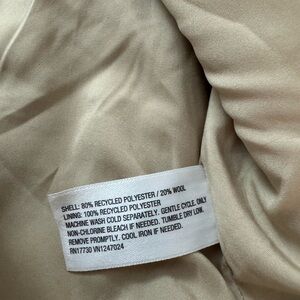 SHELL: 80% RECYCLED POLYESTER / 20% WOOL
LINING: 100% RECYCLED POLYESTER
MACHINE WASH COLD SEPARATELY. GENTLE CYCLE. ONLY
NON-CHLORINE BLEACH IF NEEDED. TUMBLE DRY LOW.
REMOVE PROMPTLY. COOL IRON IF NEEDED.
RN17730 VN1247024